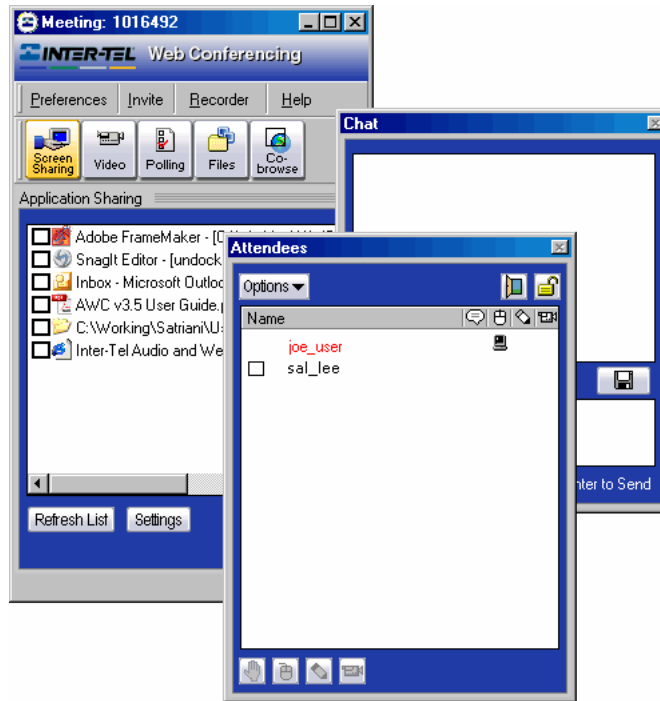 Meeting: 1016492
INTER-TEL Web Conferencing
Preferences Invite Recorder Help
Screen Sharing
Video
Polling
Files
Co-browse
Application Sharing
Adobe FrameMaker - [
SnagIt Editor - [undock
Inbox - Microsoft Outloo
AWC v3.5 User Guide.
C:\Working\Satriani\U
Inter-Tel Audio and We
Refresh List Settings
Chat
nter to Send
Attendees
Options
Name
joe_user
sal_lee